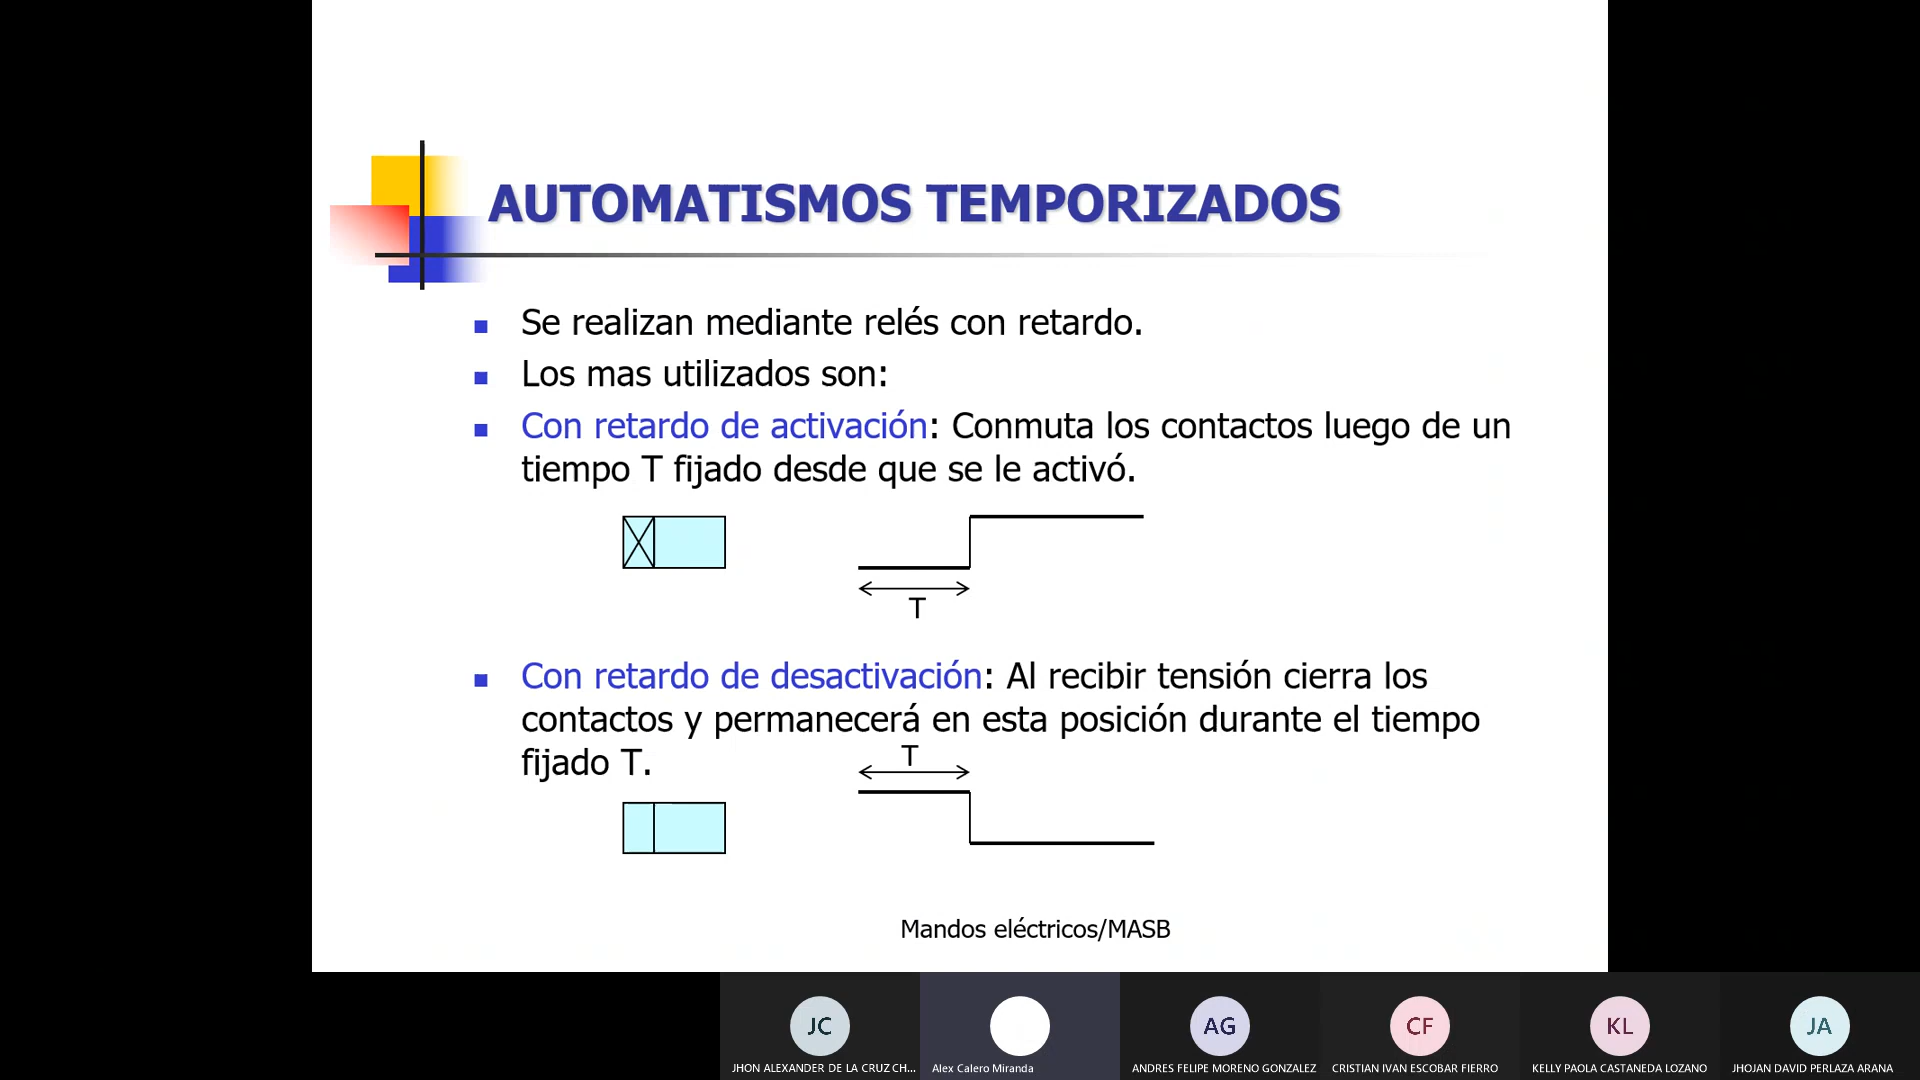 AUTOMATISMOS TEMPORIZADOS
Se realizan mediante relés con retardo.
Los mas utilizados son:
Con retardo de activación: Conmuta los contactos luego de un
tiempo T fijado desde que se le activó.
T
Con retardo de desactivación: Al recibir tensión cierra los
contactos y permanecerá en esta posición durante el tiempo
fijado T.
T
Mandos eléctricos/MASB
JC
AG
CF
KL
JA
JHON ALEXANDER DE LA CRUZ CH...
Alex Calero Miranda
ANDRES FELIPE MORENO GONZALEZ
CRISTIAN IVAN ESCOBAR FIERRO
KELLY PAOLA CASTANEDA LOZANO
JHOJAN DAVID PERLAZA ARANA